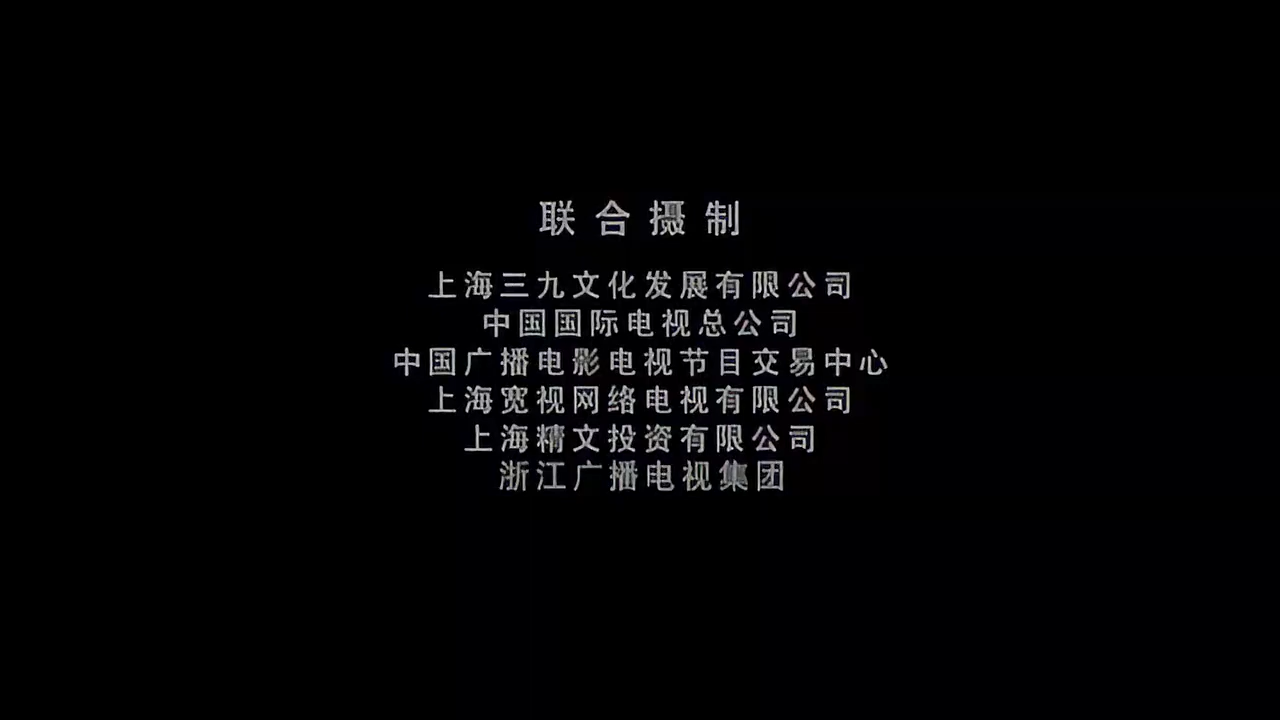 联合摄制
上海三九文化发展有限公司
中国国际电视总公司
中国广播电影电视节目交易中心
上海宽视网络电视有限公司
上海精文投资有限公司
浙江广播电视集团